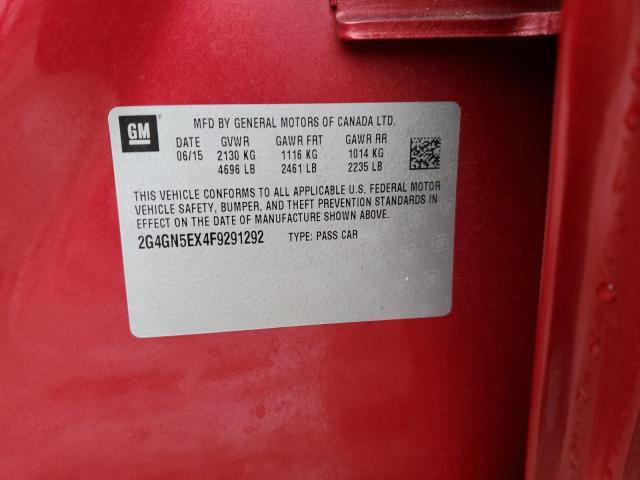 GM
MFD BY GENERAL MOTORS OF CANADA LTD.
DATE GVWR GAWR FRT GAWR RR
06/15 2130 KG 1116 KG 1014 KG
4696 LB 2461 LB 2235 LB
THIS VEHICLE CONFORMS TO ALL APPLICABLE U.S. FEDERAL MOTOR
VEHICLE SAFETY, BUMPER, AND THEFT PREVENTION STANDARDS IN
EFFECT ON THE DATE OF MANUFACTURE SHOWN ABOVE.
2G4GN5EX4F9291292 TYPE: PASS CAR